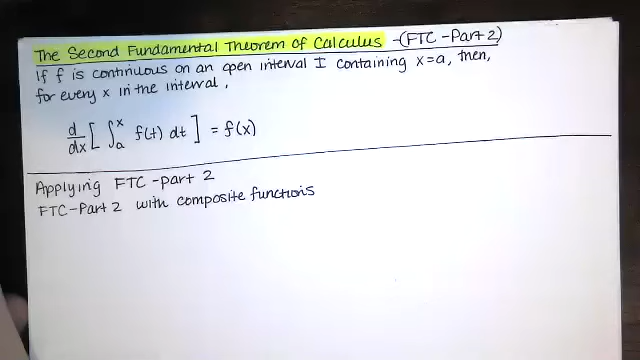 The Second Fundamental Theorem of Calculus - (FTC - Part 2)
If f is continuous on an open interval I containing x=a, then,
for every x in the interval,
d/dx [ ∫_a^x f(t) dt ] = f(x)
Applying FTC - part 2
FTC - Part 2 with composite functions